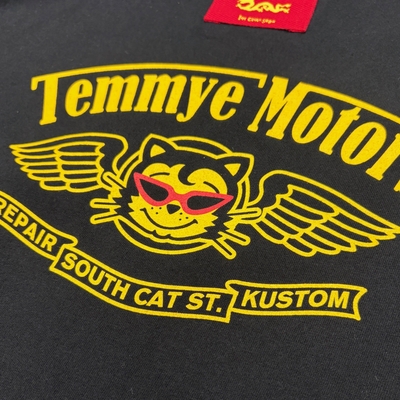 Temmye Motor
REPAIR SOUTH CAT ST. KUSTOM